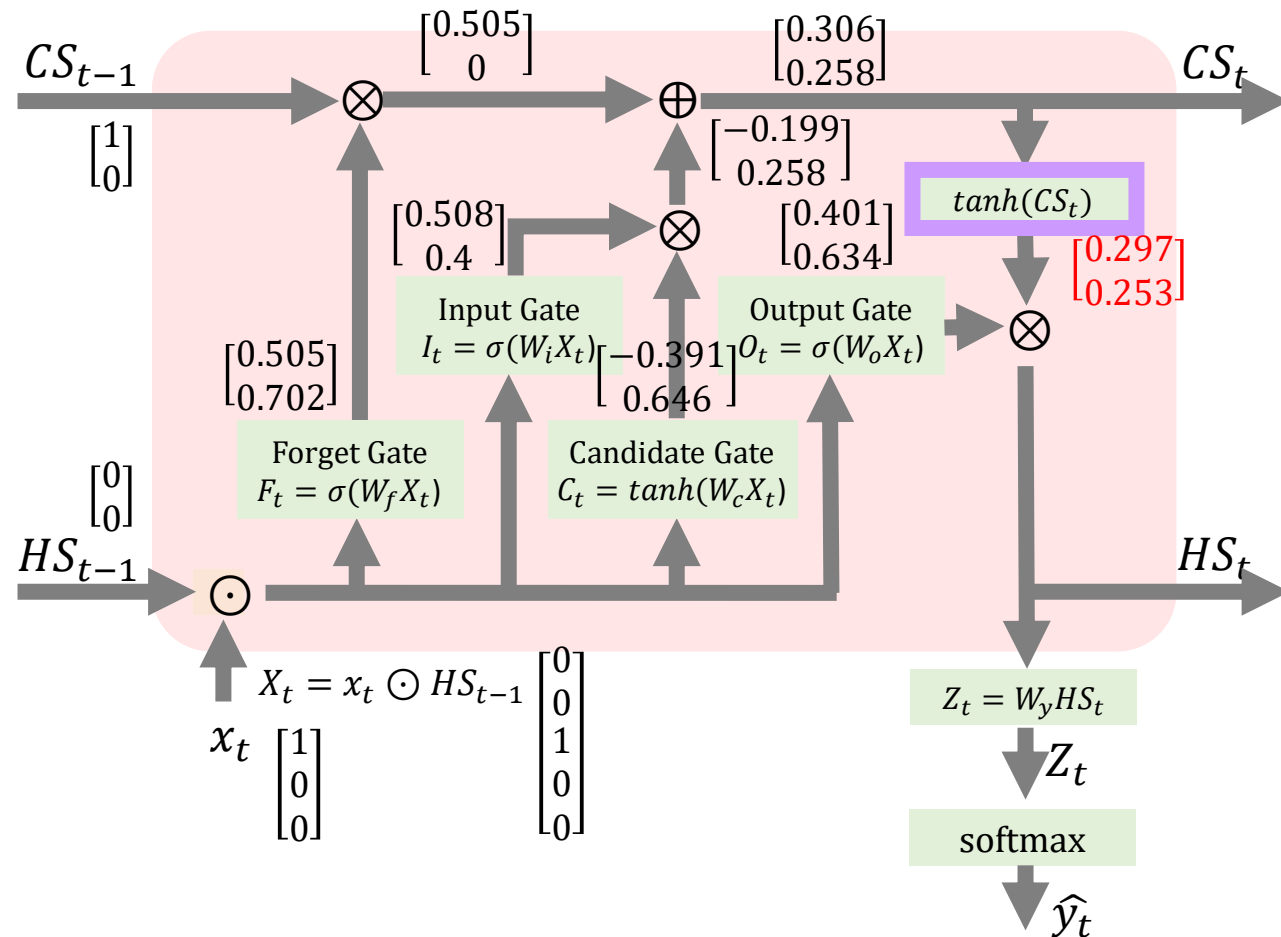 [0.505
0]
[0.306
0.258]
CS_{t−1}
CS_t
⊗
⊕
[1
0]
[−0.199
0.258]
tanh(CS_t)
[0.508
0.4]
⊗
[0.401
0.634]
[0.297
0.253]
Input Gate
I_t = σ(W_i X_t)
Output Gate
O_t = σ(W_o X_t)
⊗
[0.505
0.702]
[−0.391
0.646]
Forget Gate
F_t = σ(W_f X_t)
Candidate Gate
C_t = tanh(W_c X_t)
[0
0]
HS_{t−1}
HS_t
⊙
X_t = x_t ⊙ HS_{t−1}
[0
0
1
0
0]
x_t
[1
0
0]
Z_t = W_y HS_t
Z_t
softmax
ŷ_t